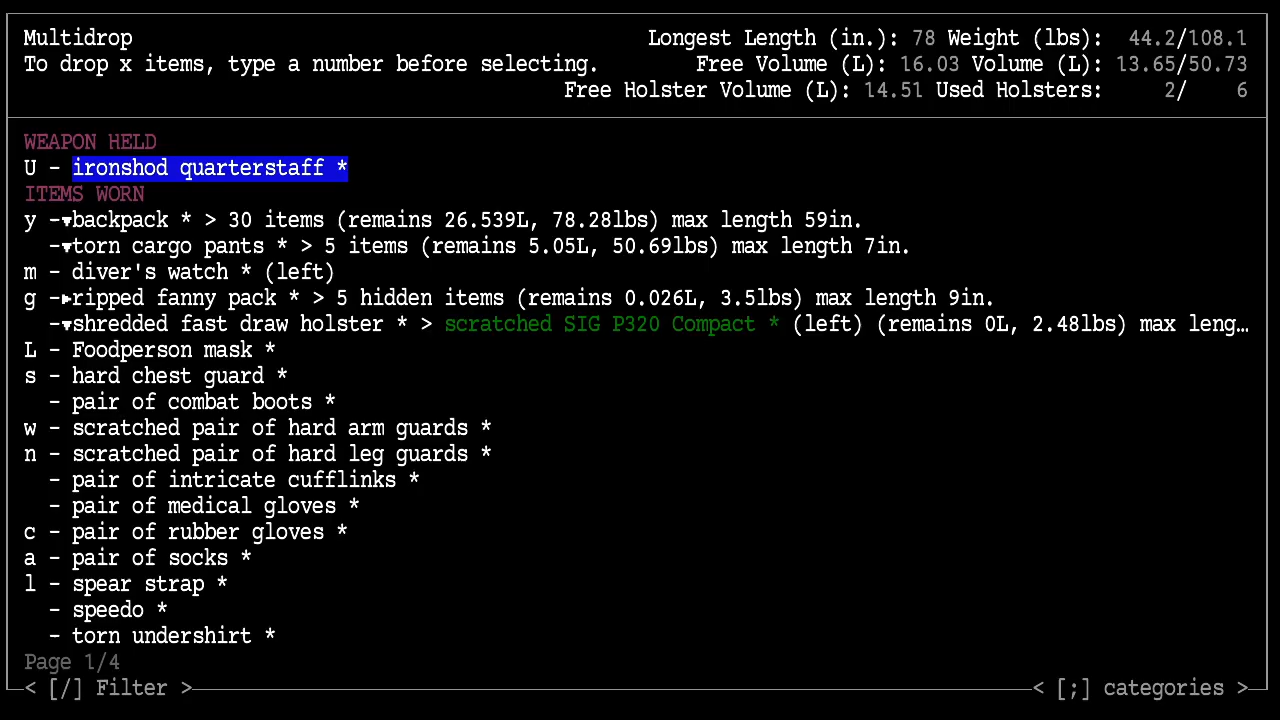 Multidrop Longest Length (in.): 78 Weight (lbs): 44.2/108.1
To drop x items, type a number before selecting. Free Volume (L): 16.03 Volume (L): 13.65/50.73
Free Holster Volume (L): 14.51 Used Holsters: 2/ 6
WEAPON HELD
U - ironshod quarterstaff *
ITEMS WORN
y -▾backpack * > 30 items (remains 26.539L, 78.28lbs) max length 59in.
-▾torn cargo pants * > 5 items (remains 5.05L, 50.69lbs) max length 7in.
m - diver's watch * (left)
g -▸ripped fanny pack * > 5 hidden items (remains 0.026L, 3.5lbs) max length 9in.
-▾shredded fast draw holster * > scratched SIG P320 Compact * (left) (remains 0L, 2.48lbs) max leng…
L - Foodperson mask *
s - hard chest guard *
- pair of combat boots *
w - scratched pair of hard arm guards *
n - scratched pair of hard leg guards *
- pair of intricate cufflinks *
- pair of medical gloves *
c - pair of rubber gloves *
a - pair of socks *
l - spear strap *
- speedo *
- torn undershirt *
Page 1/4
< [/] Filter > < [;] categories >